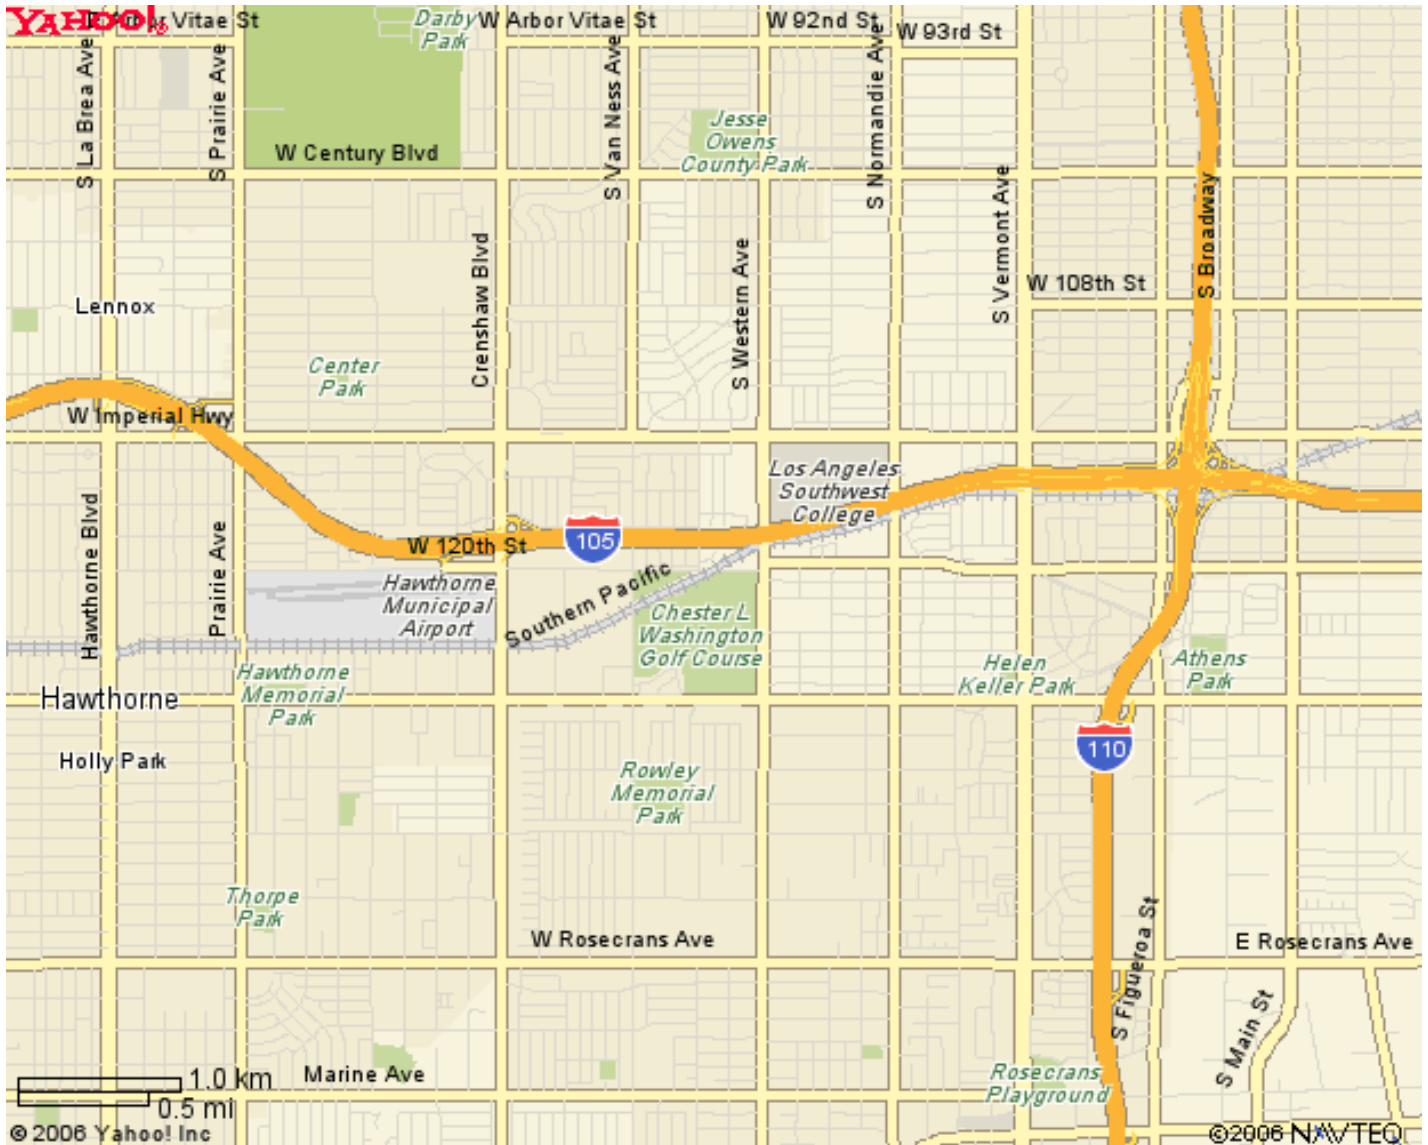 YAHOO!®
E Arbor Vitae St
Darby
Park
W Arbor Vitae St
W 92nd St
W 93rd St
S La Brea Ave
S Prairie Ave
S Van Ness Ave
S Normandie Ave
Jesse
Owens
County Park
W Century Blvd
S Vermont Ave
S Broadway
Crenshaw Blvd
S Western Ave
W 108th St
Lennox
Center
Park
W Imperial Hwy
Los Angeles
Southwest
College
Hawthorne Blvd
Prairie Ave
W 120th St
105
Hawthorne
Municipal
Airport
Southern Pacific
Chester L
Washington
Golf Course
Helen
Keller Park
Athens
Park
Hawthorne
Memorial
Park
Hawthorne
110
Holly Park
Rowley
Memorial
Park
Thorpe
Park
W Rosecrans Ave
E Rosecrans Ave
S Figueroa St
S Main St
Rosecrans
Playground
Marine Ave
1.0 km
0.5 mi
© 2006 Yahoo! Inc
©2006 NAVTEQ